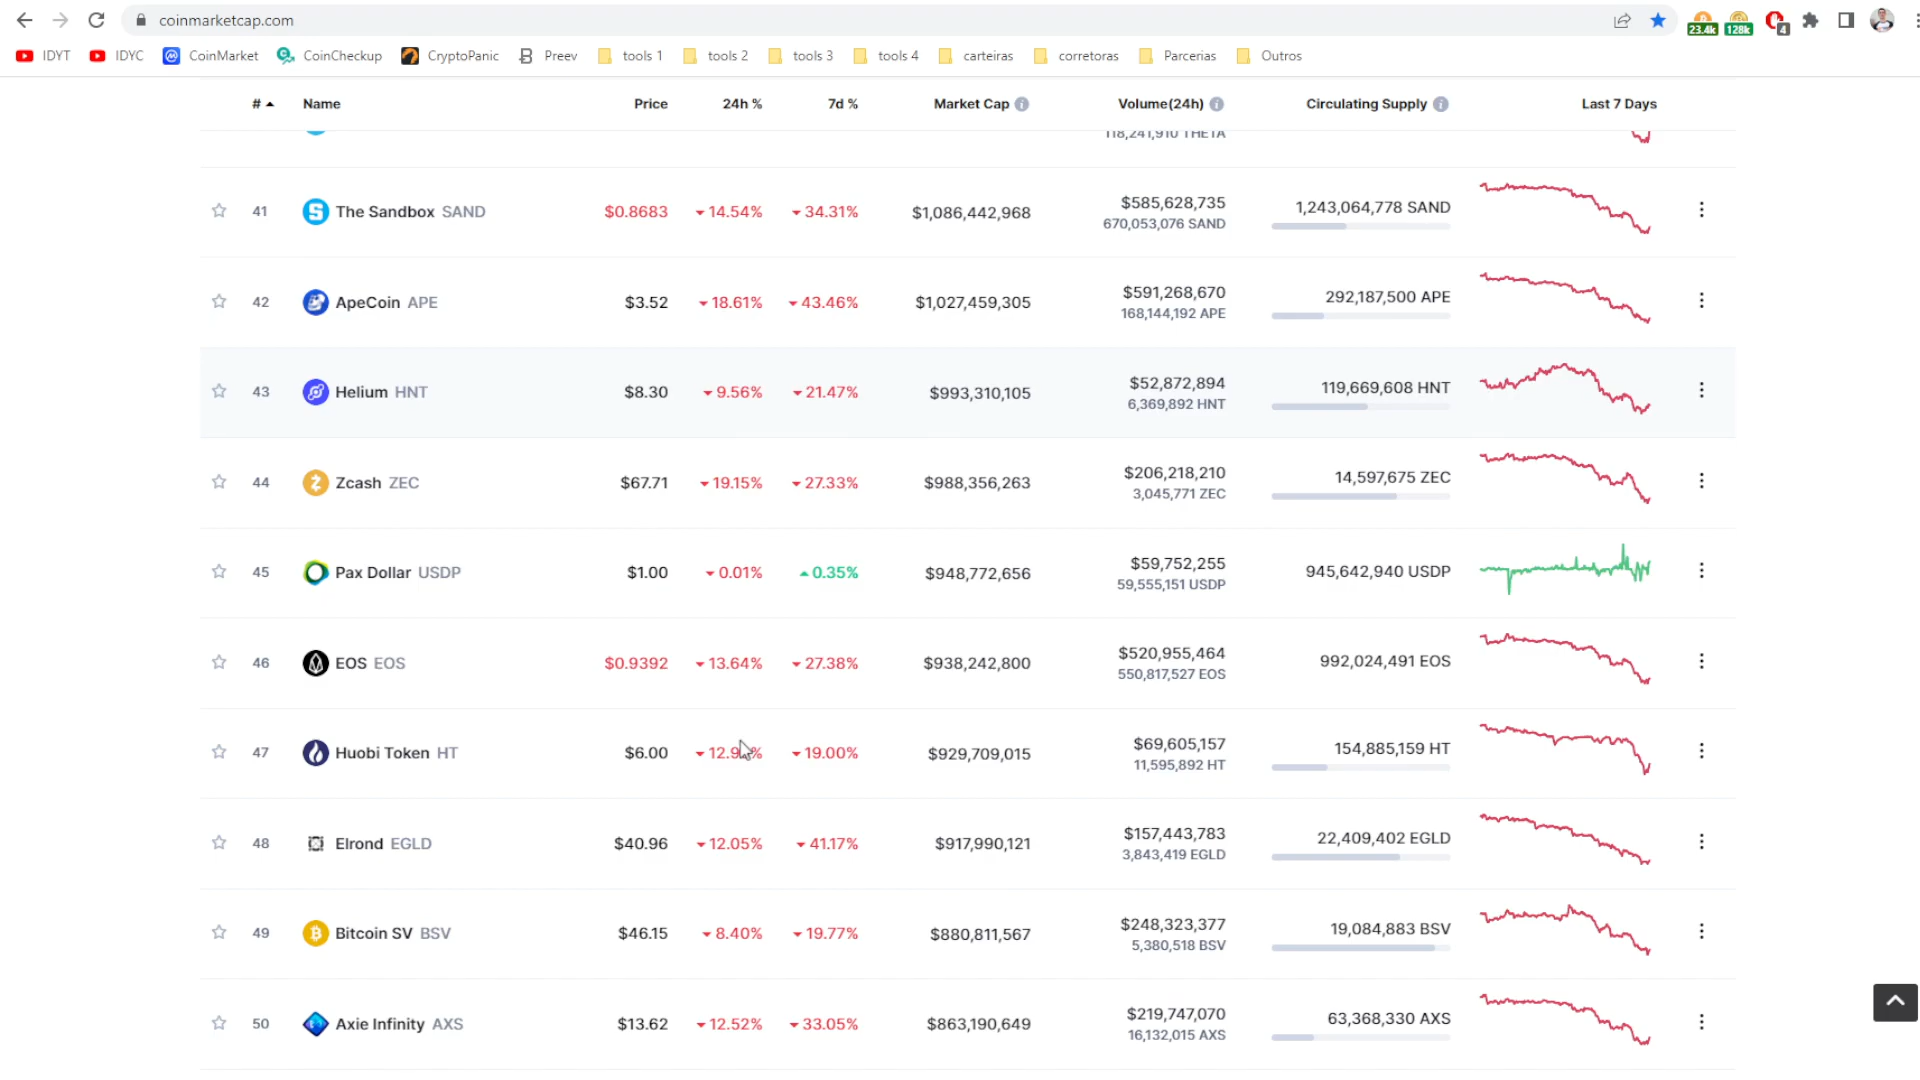 coinmarketcap.com
23.4k 128k 4
IDYT IDYC CoinMarket CoinCheckup CryptoPanic Preev tools 1 tools 2 tools 3 tools 4 carteiras corretoras Parcerias Outros
# Name Price 24h % 7d % Market Cap Volume(24h) Circulating Supply Last 7 Days
118,241,910 THETA
41 The Sandbox SAND $0.8683 14.54% 34.31% $1,086,442,968 $585,628,735 1,243,064,778 SAND
670,053,076 SAND
42 ApeCoin APE $3.52 18.61% 43.46% $1,027,459,305 $591,268,670 292,187,500 APE
168,144,192 APE
43 Helium HNT $8.30 9.56% 21.47% $993,310,105 $52,872,894 119,669,608 HNT
6,369,892 HNT
44 Zcash ZEC $67.71 19.15% 27.33% $988,356,263 $206,218,210 14,597,675 ZEC
3,045,771 ZEC
45 Pax Dollar USDP $1.00 0.01% 0.35% $948,772,656 $59,752,255 945,642,940 USDP
59,555,151 USDP
46 EOS EOS $0.9392 13.64% 27.38% $938,242,800 $520,955,464 992,024,491 EOS
550,817,527 EOS
47 Huobi Token HT $6.00 19.00% $929,709,015 $69,605,157 154,885,159 HT
11,595,892 HT
48 Elrond EGLD $40.96 12.05% 41.17% $917,990,121 $157,443,783 22,409,402 EGLD
3,843,419 EGLD
49 Bitcoin SV BSV $46.15 8.40% 19.77% $880,811,567 $248,323,377 19,084,883 BSV
5,380,518 BSV
50 Axie Infinity AXS $13.62 12.52% 33.05% $863,190,649 $219,747,070 63,368,330 AXS
16,132,015 AXS